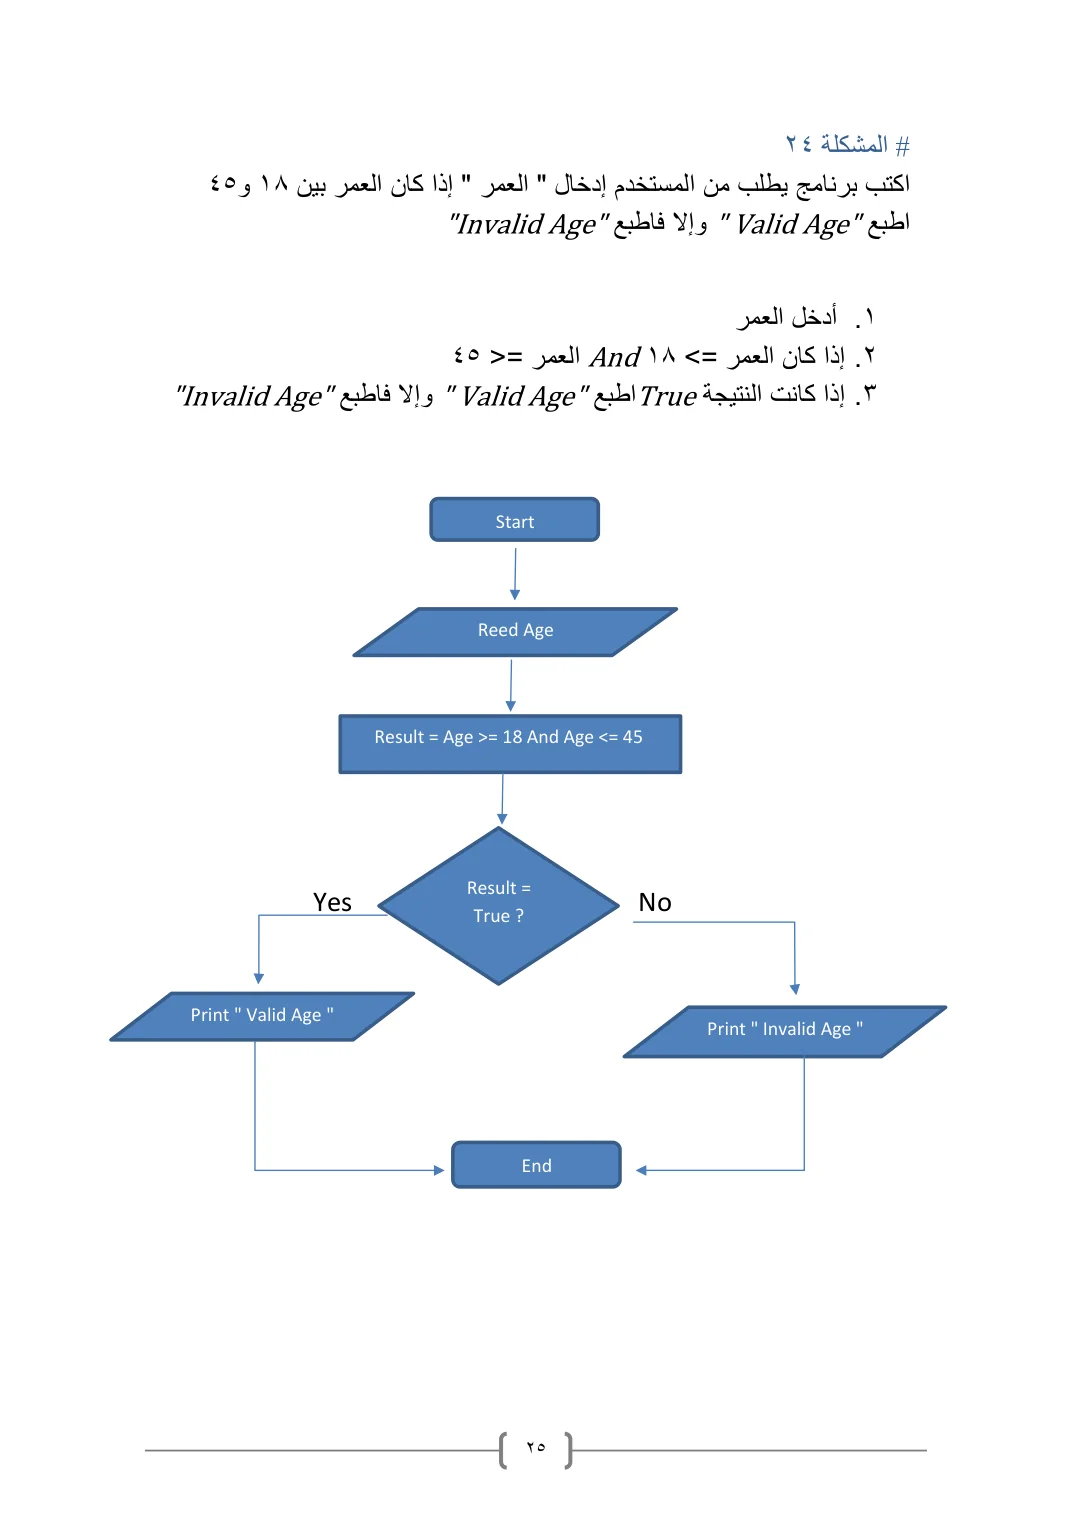 # المشكلة ٢٤
اكتب برنامج يطلب من المستخدم إدخال " العمر " إذا كان العمر بين ١٨ و٤٥
اطبع "Valid Age " وإلا فاطبع "Invalid Age"
١. أدخل العمر
٢. إذا كان العمر => ١٨ And العمر =< ٤٥
٣. إذا كانت النتيجة True اطبع "Valid Age " وإلا فاطبع "Invalid Age"
Start
Reed Age
Result = Age >= 18 And Age <= 45
Result =
True ?
Yes
No
Print " Valid Age "
Print " Invalid Age "
End
٢٥